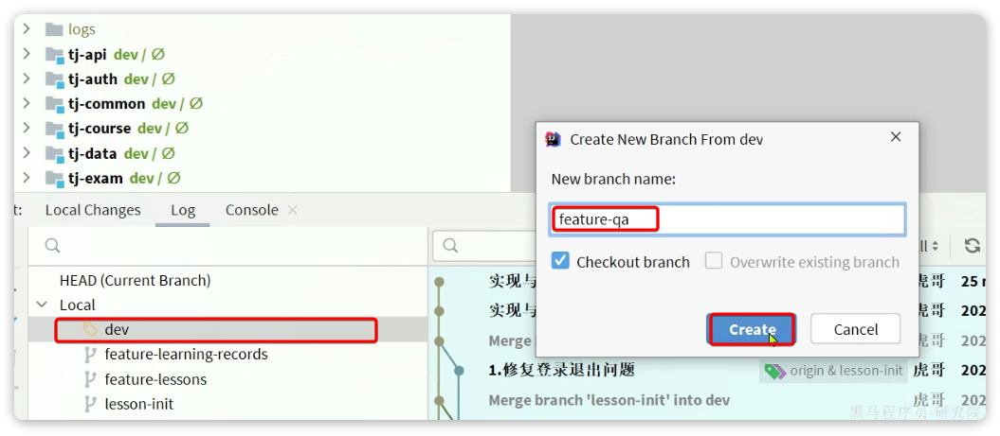 logs
tj-api dev / ∅
tj-auth dev / ∅
tj-common dev / ∅
tj-course dev / ∅
tj-data dev / ∅
tj-exam dev / ∅
Create New Branch From dev
New branch name:
feature-qa
Checkout branch
Overwrite existing branch
Create
Cancel
t:
Local Changes
Log
Console
HEAD (Current Branch)
Local
dev
feature-learning-records
feature-lessons
lesson-init
ll
实现与
虎哥
25
实现与
虎哥
202
Merge
虎哥
202
1.修复登录退出问题
origin & lesson-init
虎哥
202
Merge branch 'lesson-init' into dev
虎哥
202
黑马程序员-研究院